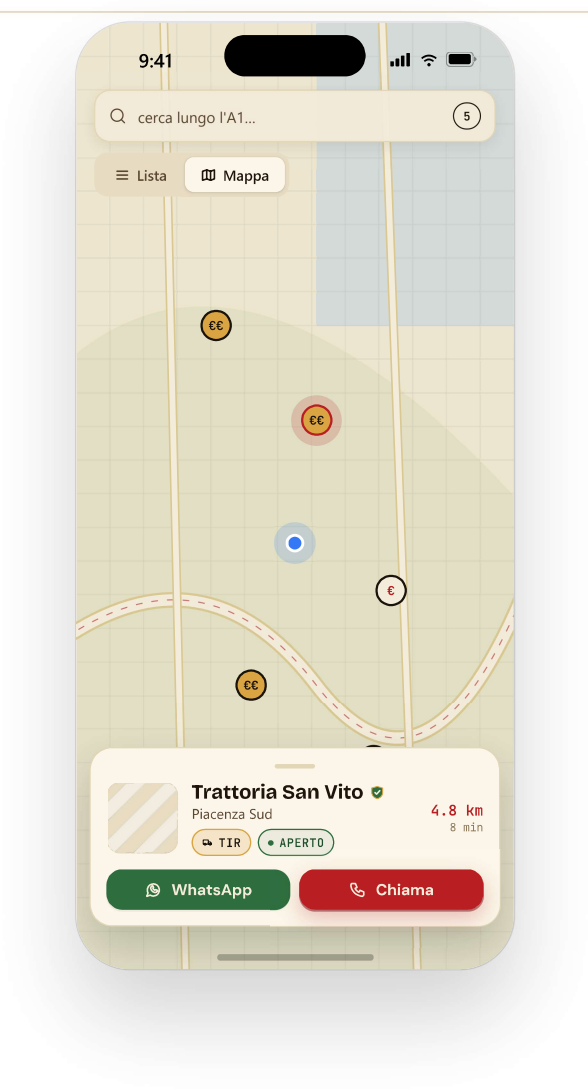 9:41
cerca lungo l'A1...
5
Lista
Mappa
€€
€€
€
€€
Trattoria San Vito
Piacenza Sud
4.8 km
8 min
TIR
APERTO
WhatsApp
Chiama